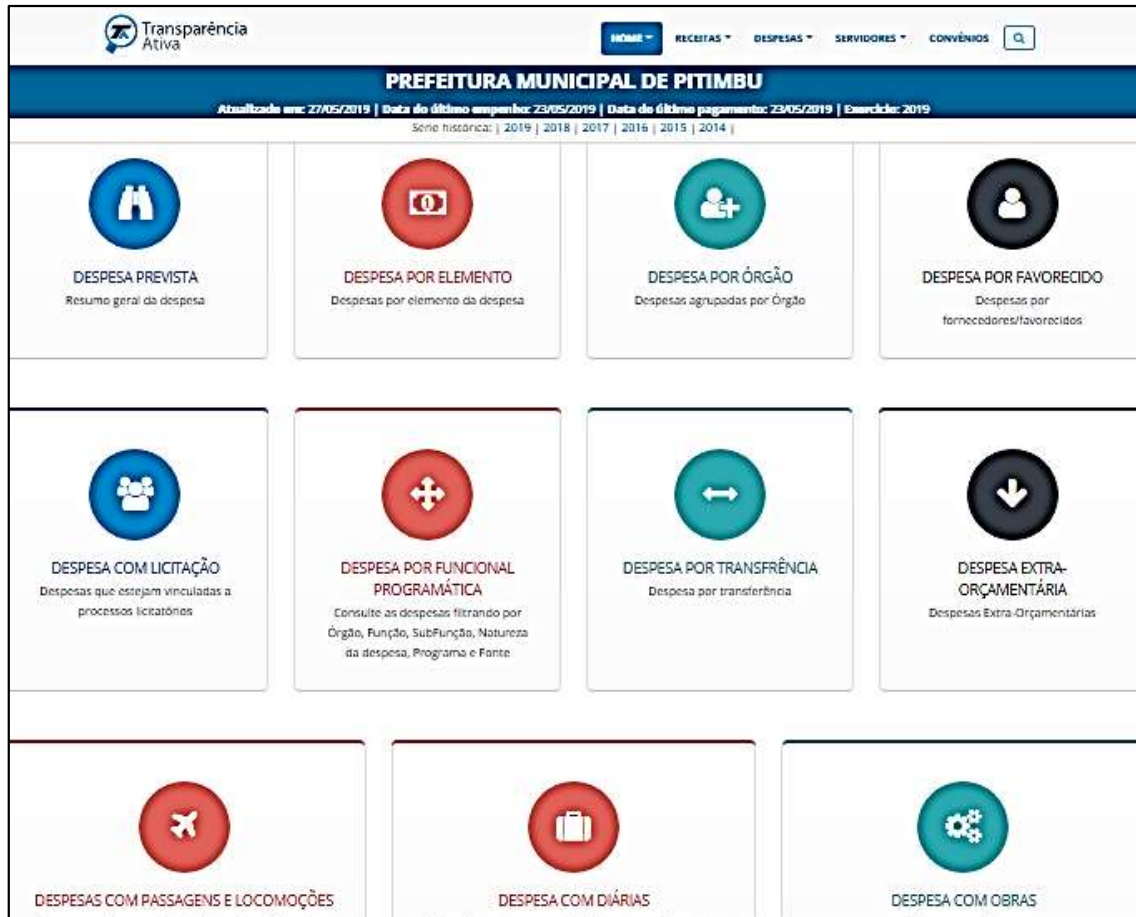 Transparência
Ativa
HOME RECEITAS DESPESAS SERVIDORES CONVÊNIOS
PREFEITURA MUNICIPAL DE PITIMBU
Atualizado em: 27/05/2019 | Data do último empenho: 23/05/2019 | Data do último pagamento: 23/05/2019 | Exercício: 2019
Série histórica: | 2019 | 2018 | 2017 | 2016 | 2015 | 2014 |
DESPESA PREVISTA
Resumo geral da despesa
DESPESA POR ELEMENTO
Despesas por elemento da despesa
DESPESA POR ÓRGÃO
Despesas agrupadas por Órgão
DESPESA POR FAVORECIDO
Despesas por
fornecedores/favorecidos
DESPESA COM LICITAÇÃO
Despesas que estejam vinculadas a
processos licitatórios
DESPESA POR FUNCIONAL
PROGRAMÁTICA
Consulte as despesas filtrando por
Órgão, Função, SubFunção, Natureza
da despesa, Programa e Fonte
DESPESA POR TRANSFRÊNCIA
Despesa por transferência
DESPESA EXTRA-
ORÇAMENTÁRIA
Despesas Extra-Orçamentárias
DESPESAS COM PASSAGENS E LOCOMOÇÕES
DESPESA COM DIÁRIAS
DESPESA COM OBRAS